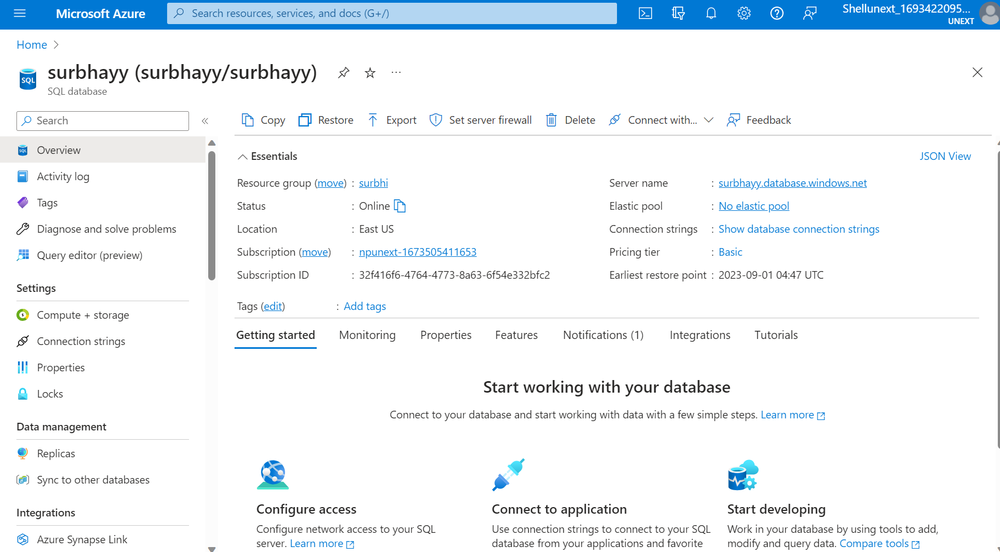 Microsoft Azure
Search resources, services, and docs (G+/)
Shellunext_1693422095...
UNEXT
Home
surbhayy (surbhayy/surbhayy)
SQL
SQL database
Search
Overview
Activity log
Tags
Diagnose and solve problems
Query editor (preview)
Settings
Compute + storage
Connection strings
Properties
Locks
Data management
Replicas
Sync to other databases
Integrations
Azure Synapse Link
Copy Restore Export Set server firewall Delete Connect with... Feedback
Essentials
JSON View
Resource group (move) : surbhi
Status : Online
Location : East US
Subscription (move) : npunext-1673505411653
Subscription ID : 32f416f6-4764-4773-8a63-6f54e332bfc2
Server name : surbhayy.database.windows.net
Elastic pool : No elastic pool
Connection strings : Show database connection strings
Pricing tier : Basic
Earliest restore point : 2023-09-01 04:47 UTC
Tags (edit) : Add tags
Getting started Monitoring Properties Features Notifications (1) Integrations Tutorials
Start working with your database
Connect to your database and start working with data with a few simple steps. Learn more
Configure access
Configure network access to your SQL
server. Learn more
Connect to application
Use connection strings to connect to your SQL
database from your applications and favorite
Start developing
Work in your database by using tools to add,
modify and query data. Compare tools